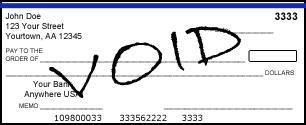 John Doe
3333
123 Your Street
Yourtown, AA 12345
VOID
PAY TO THE
ORDER OF
DOLLARS
Your Bank
Anywhere USA
MEMO
109800033 333562222 3333